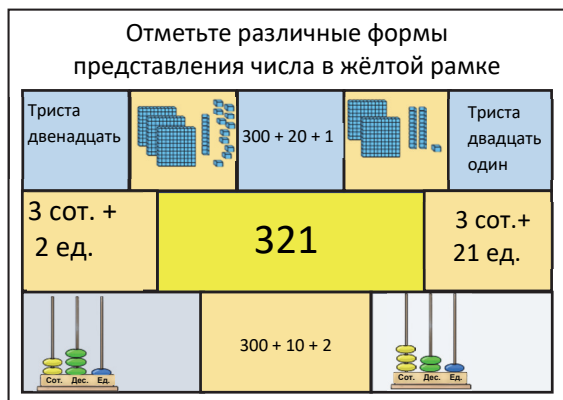 Отметьте различные формы
представления числа в жёлтой рамке
Триста
двенадцать
300 + 20 + 1
Триста
двадцать
один
3 сот. +
2 ед.
321
3 сот.+
21 ед.
Сот. Дес. Ед.
300 + 10 + 2
Сот. Дес. Ед.